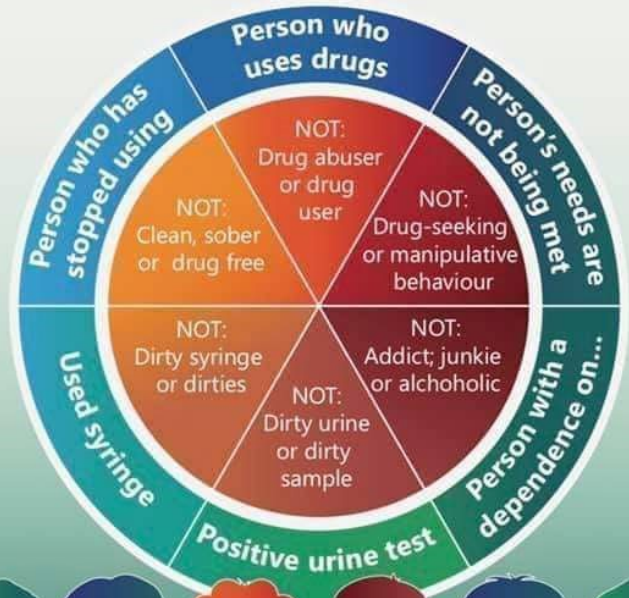 Person who
uses drugs
NOT:
Drug abuser
or drug
user
Person's needs are
not being met
NOT:
Drug-seeking
or manipulative
behaviour
Person with a
dependence on...
NOT:
Addict; junkie
or alchoholic
Positive urine test
NOT:
Dirty urine
or dirty
sample
Used syringe
NOT:
Dirty syringe
or dirties
Person who has
stopped using
NOT:
Clean, sober
or drug free